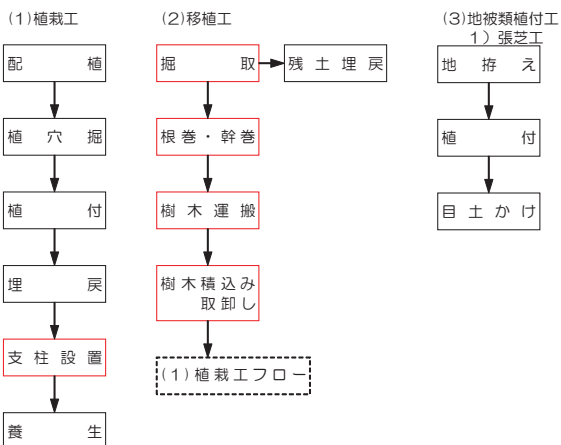 (1)植栽工
配植
植穴掘
植付
埋戻
支柱設置
養生
(2)移植工
掘取
残土埋戻
根巻・幹巻
樹木運搬
樹木積込み
取卸し
(1)植栽工フロー
(3)地被類植付工
1）張芝工
地拵え
植付
目土かけ